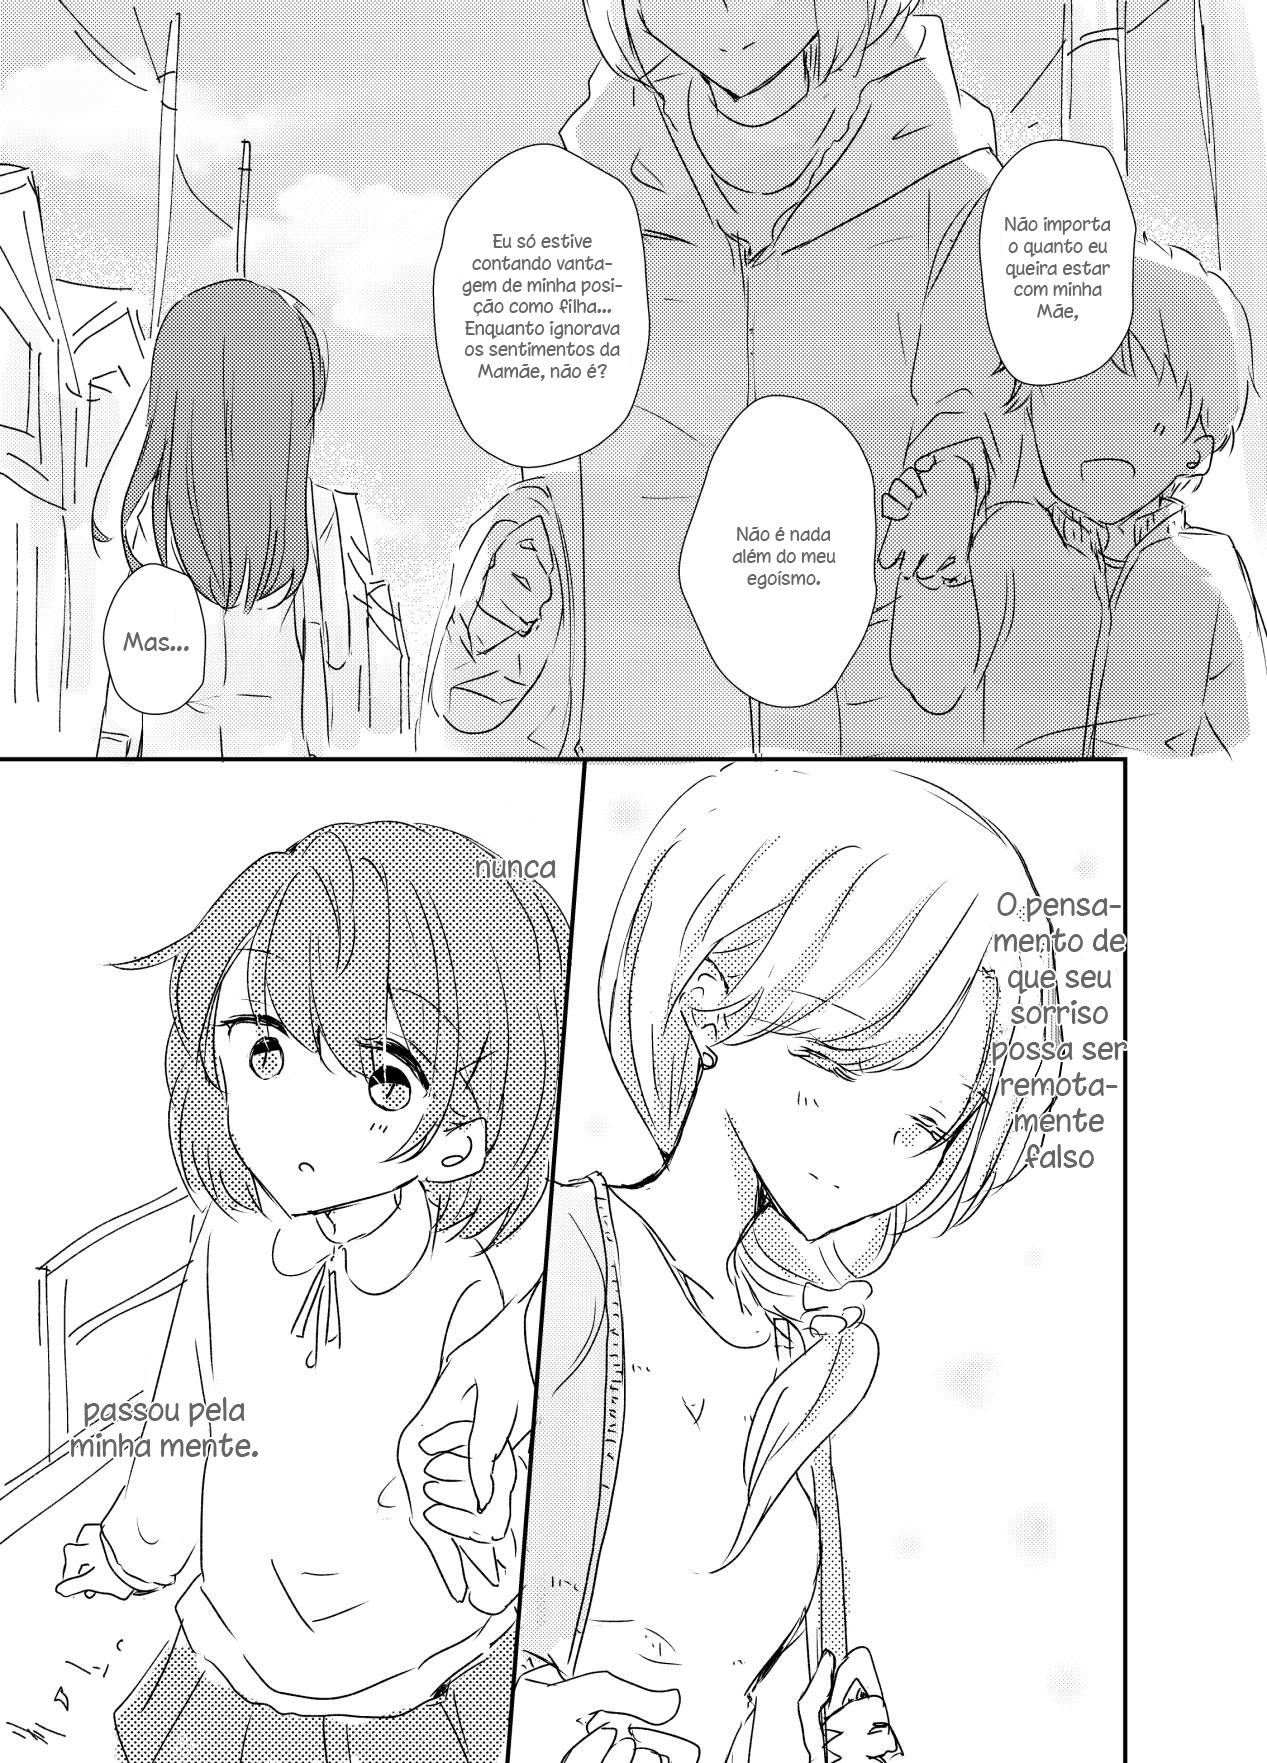 Não importa
o quanto eu
queira estar
com minha
Mãe,
Eu só estive
contando vanta-
gem de minha posi-
ção como filha...
Enquanto ignorava
os sentimentos da
Mamãe, não é?
Não é nada
além do meu
egoísmo.
Mas...
O pensa-
mento de
que seu
sorriso
possa ser
remota-
mente
falso
nunca
passou pela
minha mente.